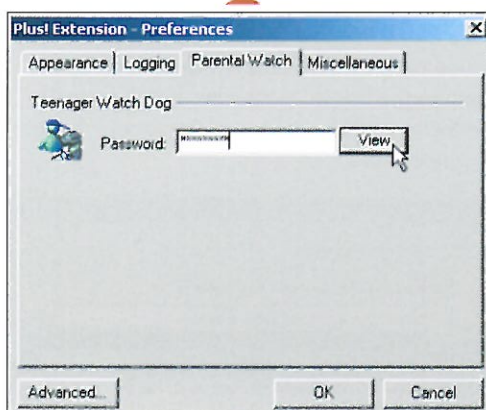 Plus! Extension - Preferences
Appearance Logging Parental Watch Miscellaneous
Teenager Watch Dog
Password: View
Advanced... OK Cancel